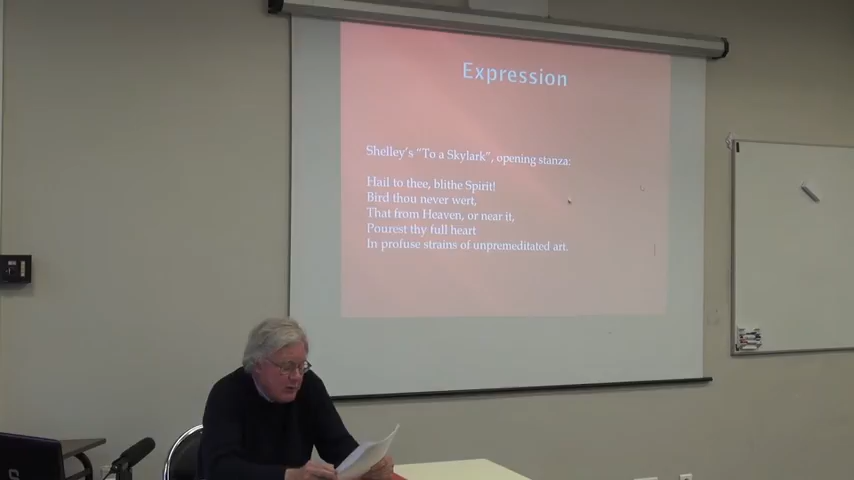 Expression
Shelley's "To a Skylark", opening stanza:
Hail to thee, blithe Spirit!
Bird thou never wert,
That from Heaven, or near it,
Pourest thy full heart
In profuse strains of unpremeditated art.